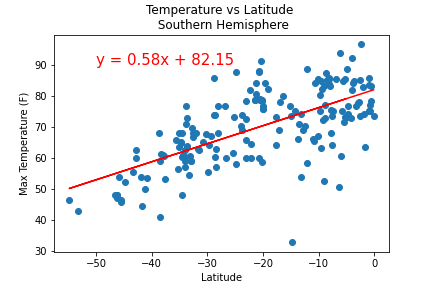 Temperature vs Latitude
Southern Hemisphere
y = 0.58x + 82.15
Max Temperature (F)
90
80
70
60
50
40
30
−50
−40
−30
−20
−10
0
Latitude